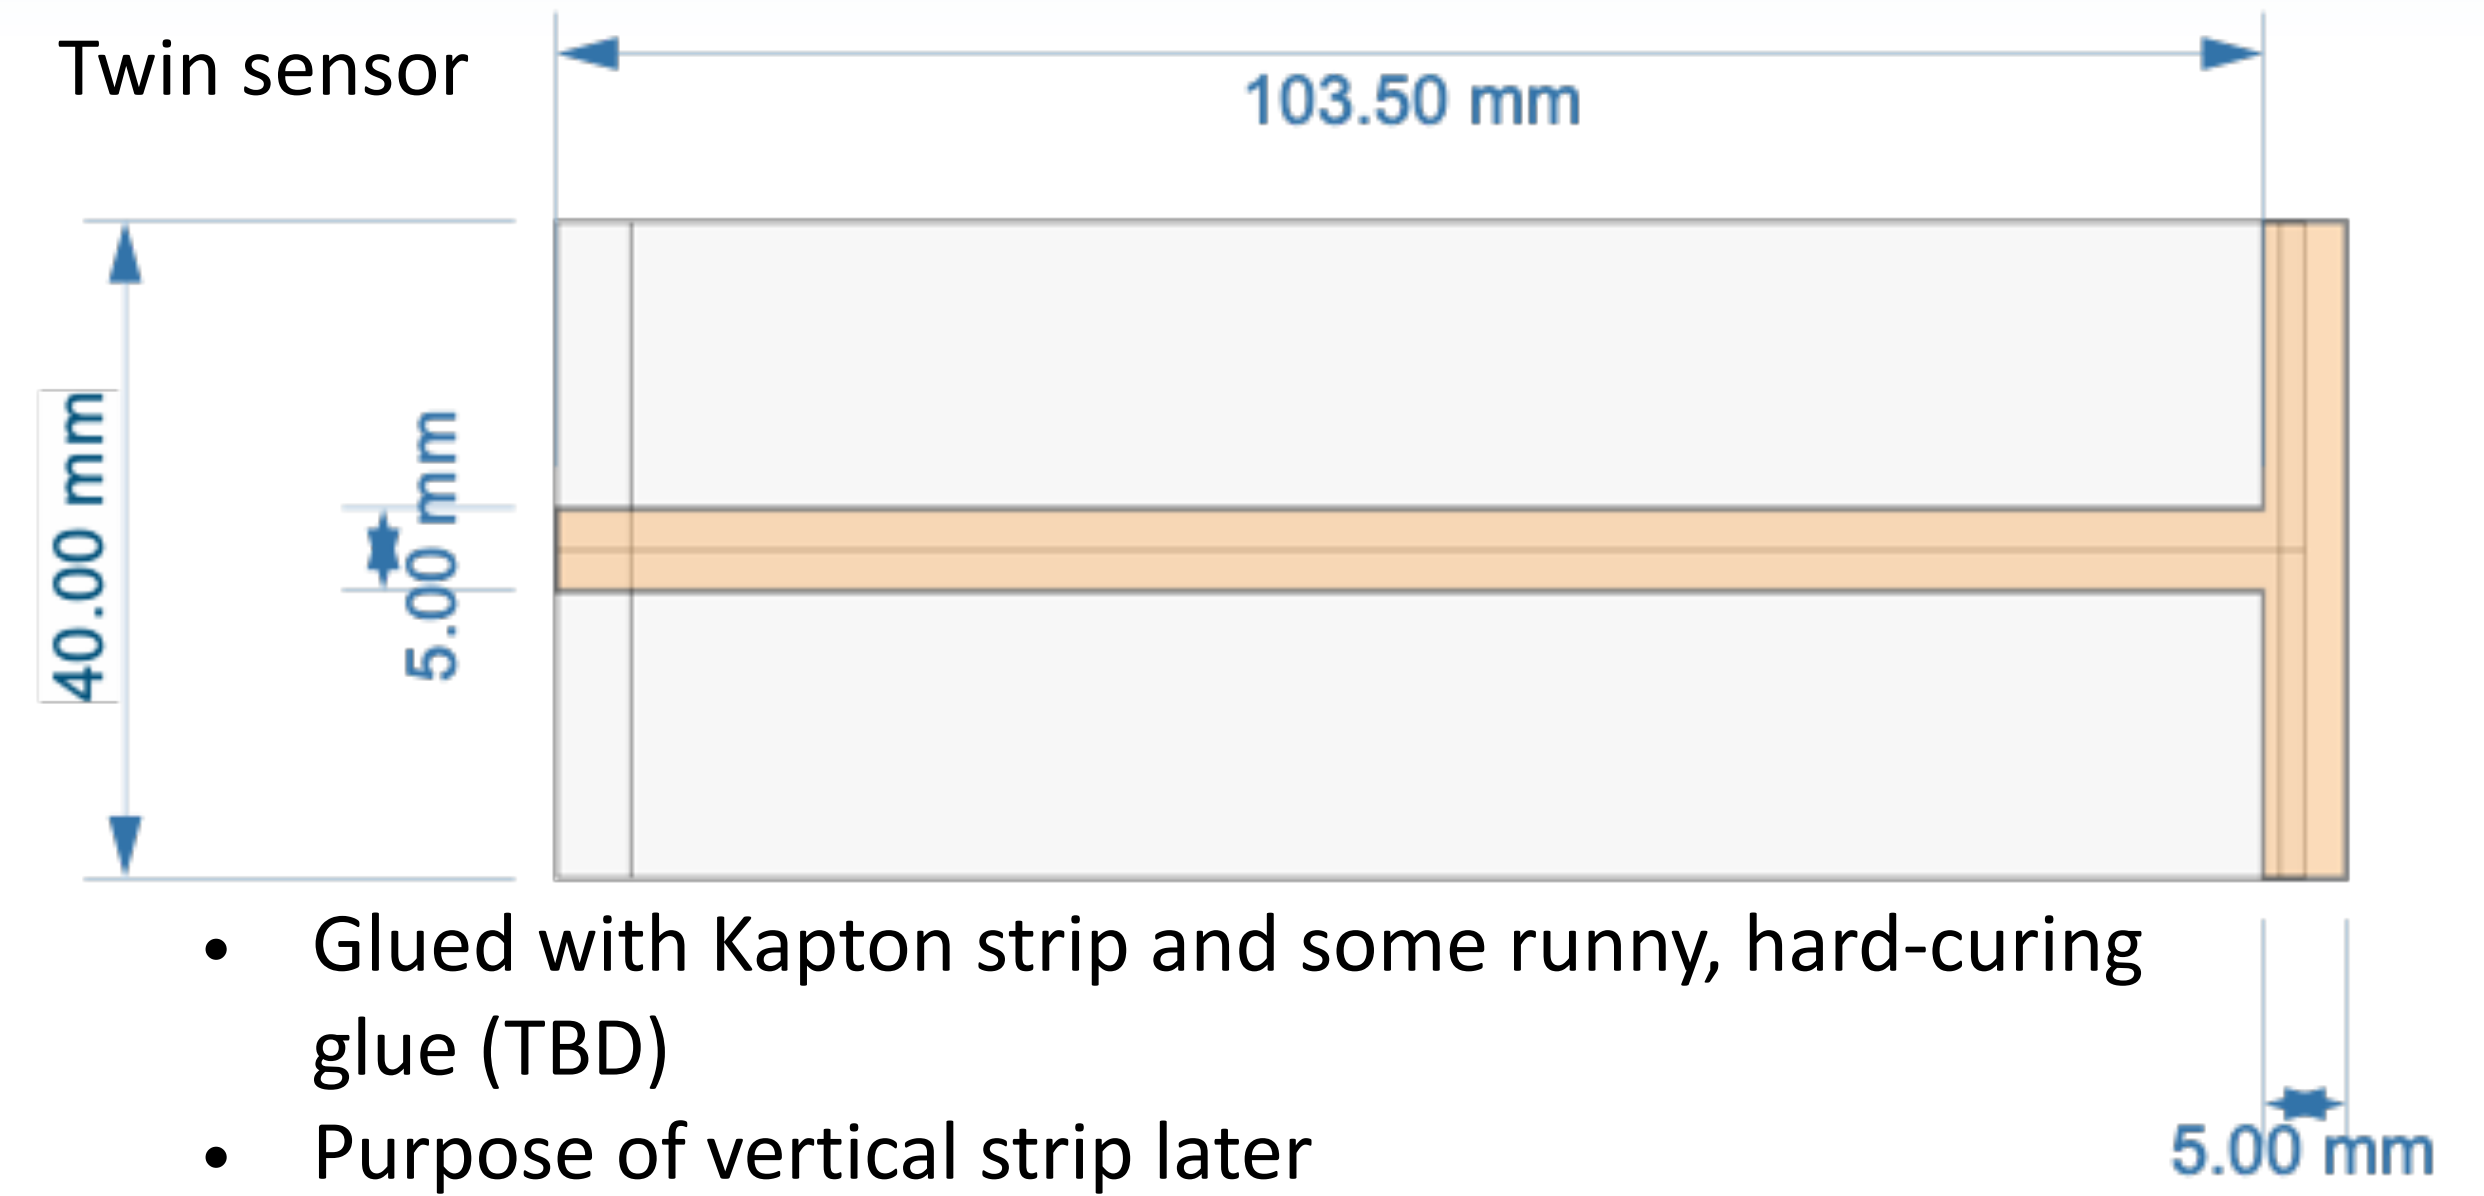 Twin sensor
103.50 mm
40.00 mm
5.00 mm
• Glued with Kapton strip and some runny, hard-curing
glue (TBD)
• Purpose of vertical strip later
5.00 mm